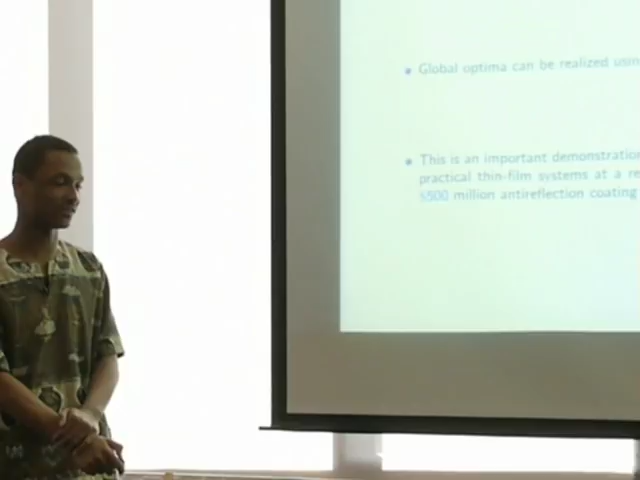 Global optima can be realized usin
This is an important demonstration
practical thin-film systems at a re
$500 million antireflection coating